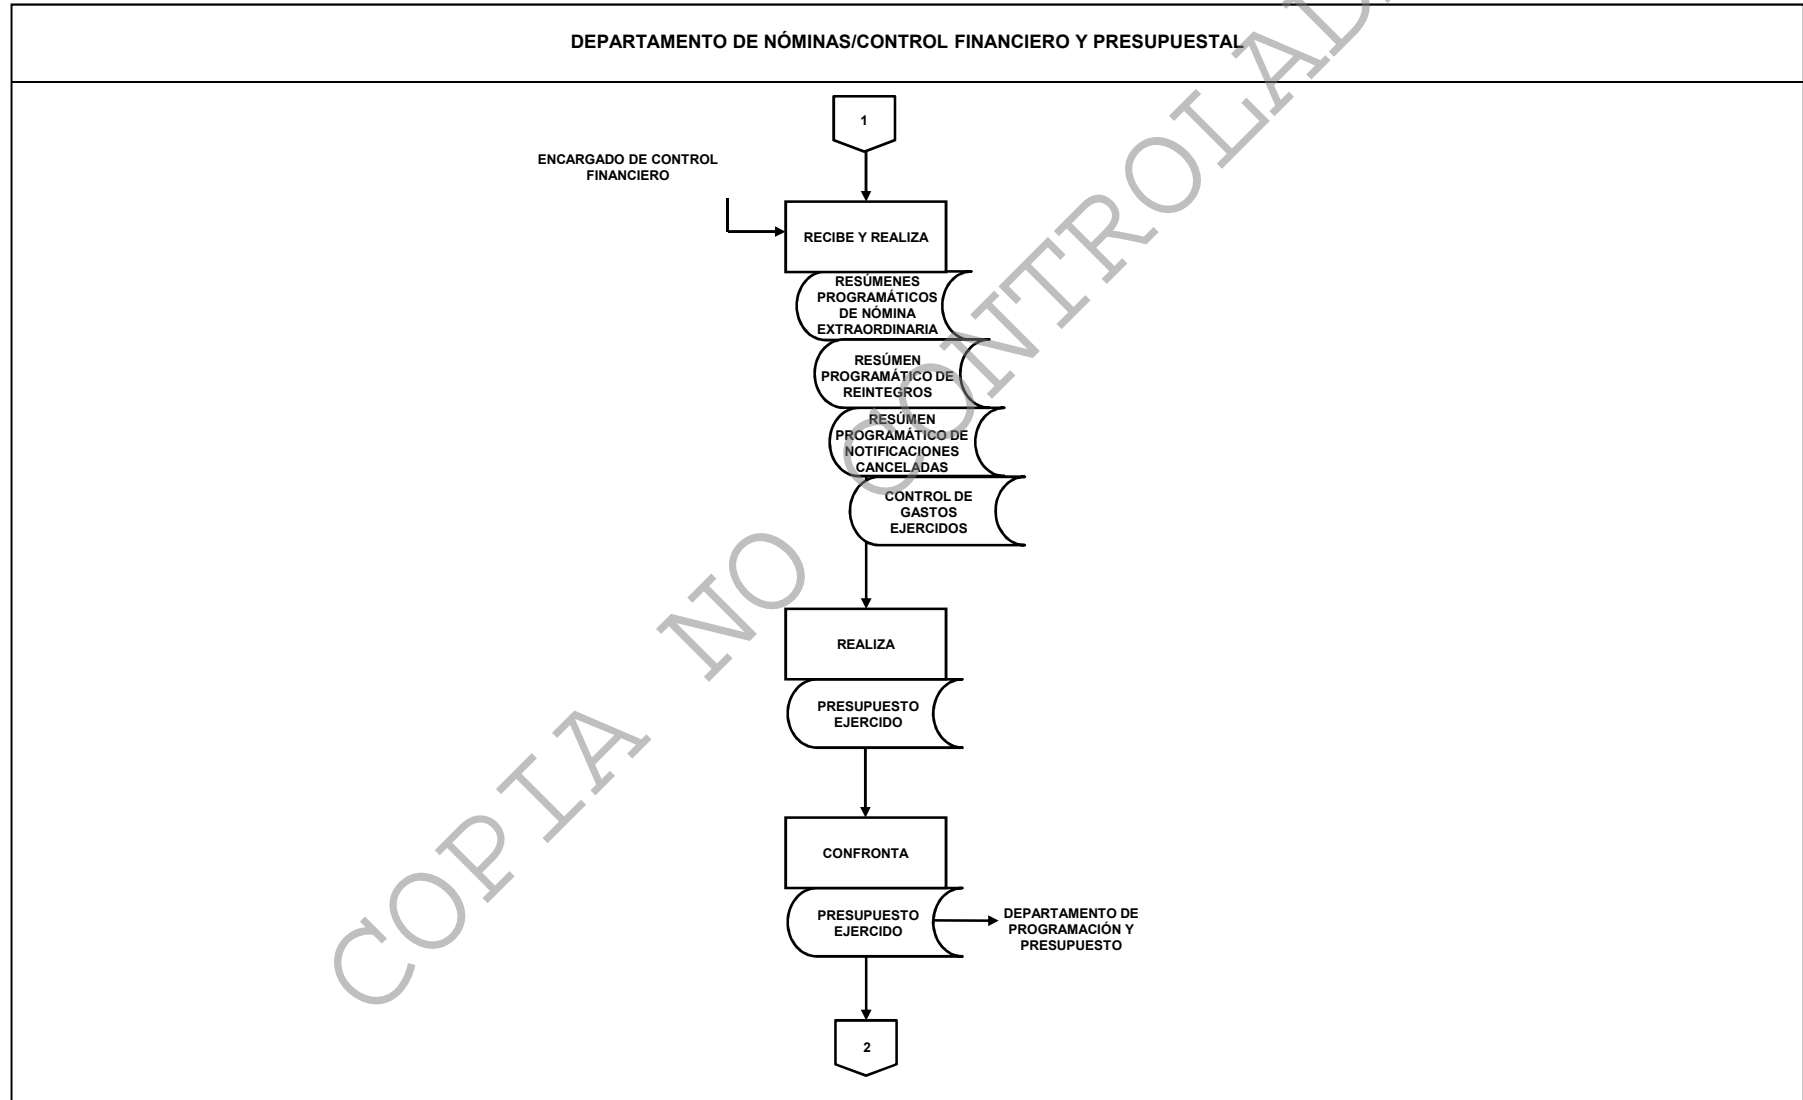 DEPARTAMENTO DE NÓMINAS/CONTROL FINANCIERO Y PRESUPUESTAL
1
ENCARGADO DE CONTROL
FINANCIERO
RECIBE Y REALIZA
RESÚMENES
PROGRAMÁTICOS
DE NÓMINA
EXTRAORDINARIA
RESÚMEN
PROGRAMÁTICO DE
REINTEGROS
RESÚMEN
PROGRAMÁTICO DE
NOTIFICACIONES
CANCELADAS
CONTROL DE
GASTOS
EJERCIDOS
REALIZA
PRESUPUESTO
EJERCIDO
CONFRONTA
PRESUPUESTO
EJERCIDO
DEPARTAMENTO DE
PROGRAMACIÓN Y
PRESUPUESTO
2
COPIA NO CONTROLAD